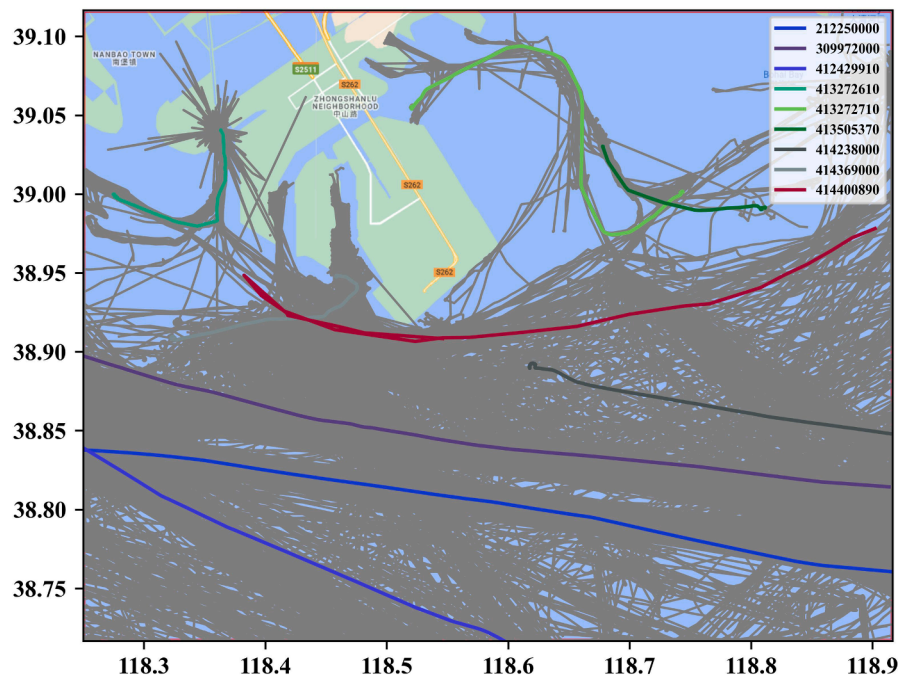 39.10
39.05
39.00
38.95
38.90
38.85
38.80
38.75
118.3 118.4 118.5 118.6 118.7 118.8 118.9
NANBAO TOWN
南堡镇
S2511
S262
ZHONGSHANLU
NEIGHBORHOOD
中山路
S262
S262
212250000
309972000
412429910
413272610
413272710
413505370
414238000
414369000
414400890